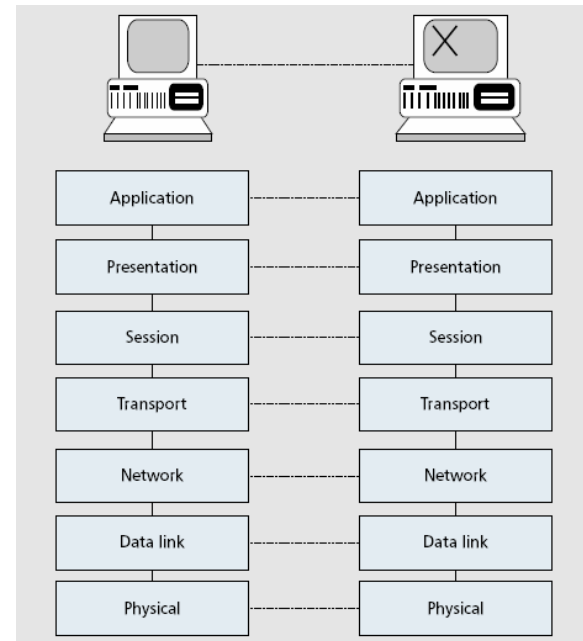 X
Application Application
Presentation Presentation
Session Session
Transport Transport
Network Network
Data link Data link
Physical Physical